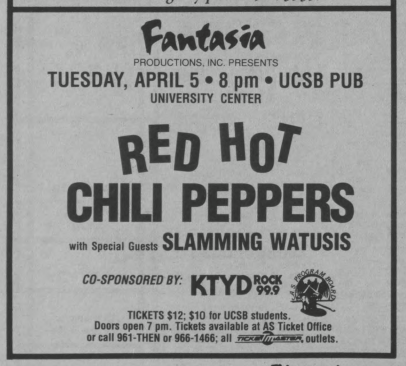 Fantasia
PRODUCTIONS, INC. PRESENTS
TUESDAY, APRIL 5 • 8 pm • UCSB PUB
UNIVERSITY CENTER
RED HOT
CHILI PEPPERS
with Special Guests SLAMMING WATUSIS
CO-SPONSORED BY: KTYD ROCK 99.9
A.S. PROGRAM BOARD
TICKETS $12; $10 for UCSB students.
Doors open 7 pm. Tickets available at AS Ticket Office
or call 961-THEN or 966-1466; all TICKETMASTER outlets.